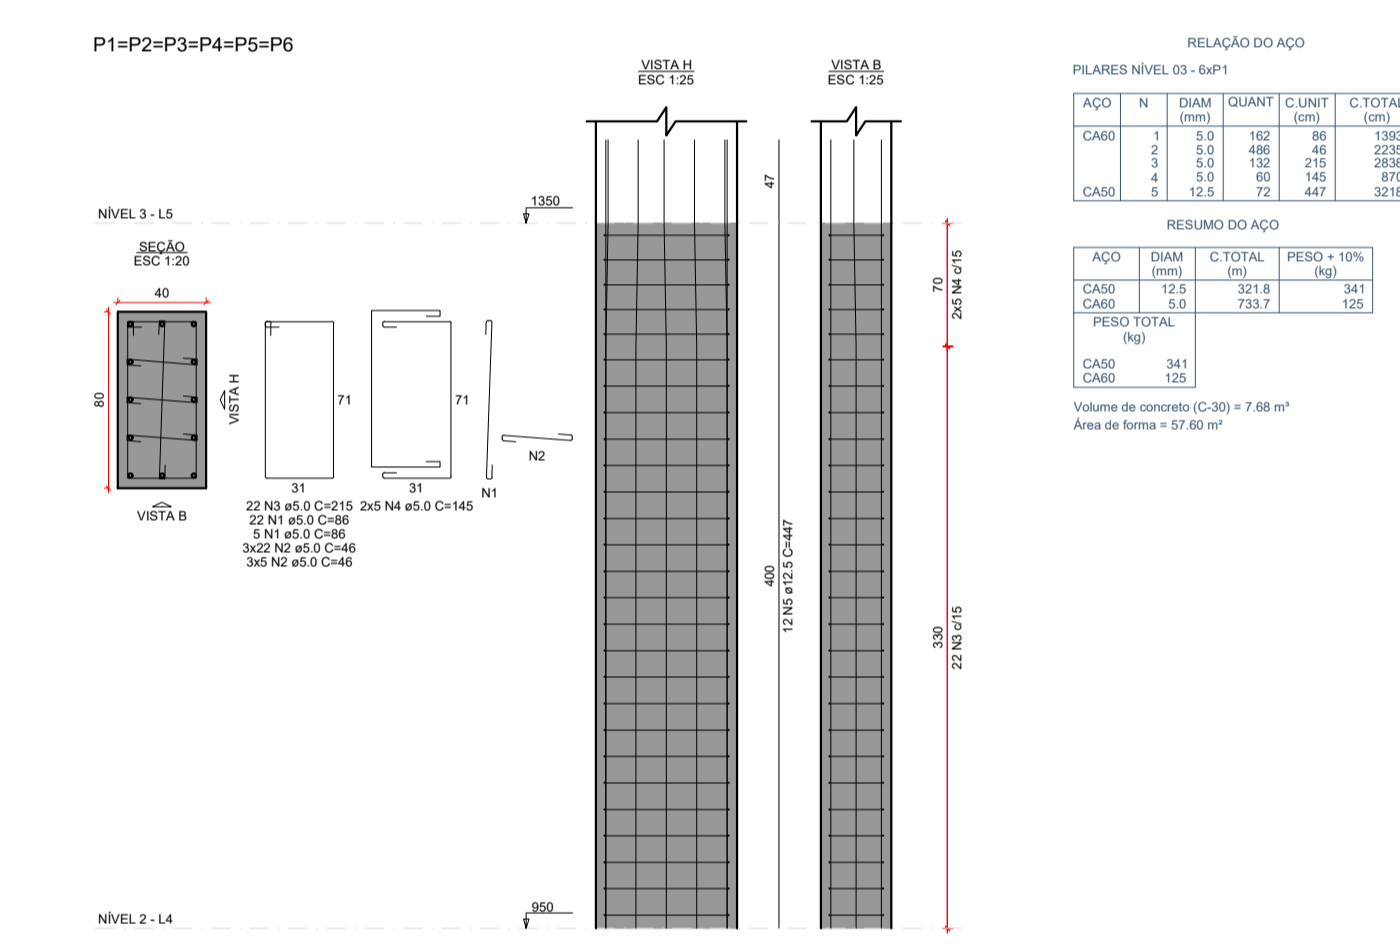 P1=P2=P3=P4=P5=P6
VISTA H
ESC 1:25
VISTA B
ESC 1:25
47
1350
NÍVEL 3 - L5
SEÇÃO
ESC 1:20
40
80
VISTA H
VISTA B
71
31
22 N3 ø5.0 C=215
22 N1 ø5.0 C=86
5 N1 ø5.0 C=86
3x22 N2 ø5.0 C=46
3x5 N2 ø5.0 C=46
71
31
2x5 N4 ø5.0 C=145
N1
N2
400
12 N5 ø12.5 C=447
70
2x5 N4 c/15
330
22 N3 c/15
950
NÍVEL 2 - L4
RELAÇÃO DO AÇO
PILARES NÍVEL 03 - 6xP1
AÇO N DIAM QUANT C.UNIT C.TOTAL
(mm) (cm) (cm)
CA60 1 5.0 162 86 1393
2 5.0 486 46 2235
3 5.0 132 215 2838
4 5.0 60 145 870
CA50 5 12.5 72 447 3218
RESUMO DO AÇO
AÇO DIAM C.TOTAL PESO + 10%
(mm) (m) (kg)
CA50 12.5 321.8 341
CA60 5.0 733.7 125
PESO TOTAL
(kg)
CA50 341
CA60 125
Volume de concreto (C-30) = 7.68 m³
Área de forma = 57.60 m²